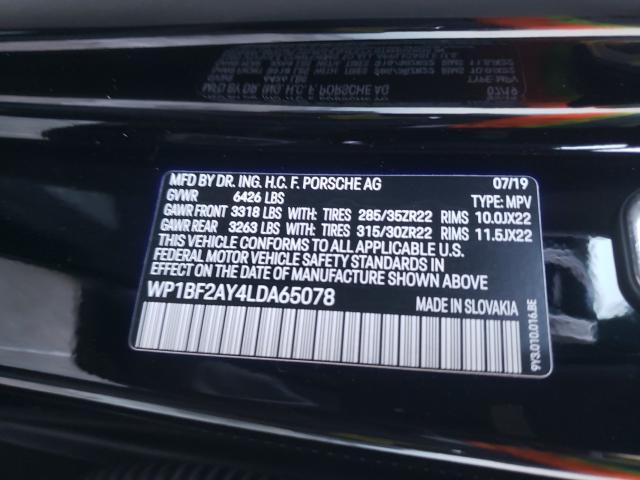 MFD BY DR. ING. H.C. F. PORSCHE AG 07/19
GVWR 6426 LBS TYPE: MPV
GAWR FRONT 3318 LBS WITH: TIRES 285/35ZR22 RIMS 10.0JX22
GAWR REAR 3263 LBS WITH: TIRES 315/30ZR22 RIMS 11.5JX22
THIS VEHICLE CONFORMS TO ALL APPLICABLE U.S.
FEDERAL MOTOR VEHICLE SAFETY STANDARDS IN
EFFECT ON THE DATE OF MANUFACTURE SHOWN ABOVE
WP1BF2AY4LDA65078 MADE IN SLOVAKIA
9Y3.010.016.BE